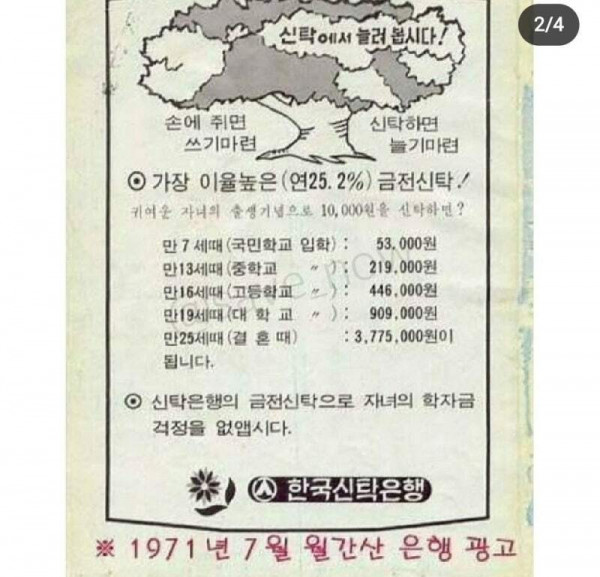 2/4
신탁에서 늘려 봅시다!
손에 쥐면 신탁하면
쓰기마련 늘기마련
⊙ 가장 이율높은 (연25.2%) 금전신탁!
귀여운 자녀의 출생기념으로 10,000원을 신탁하면?
만 7 세때 (국민학교 입학) : 53,000원
만13세때 (중학교 〃 ) : 219,000원
만16세때 (고등학교 〃 ) : 446,000원
만19세때 (대 학 교 〃 ) : 909,000원
만25세때 (결 혼 때) : 3,775,000원이
됩니다.
⊙ 신탁은행의 금전신탁으로 자녀의 학자금
걱정을 없앱시다.
한국신탁은행
※ 1971년 7월 월간산 은행 광고